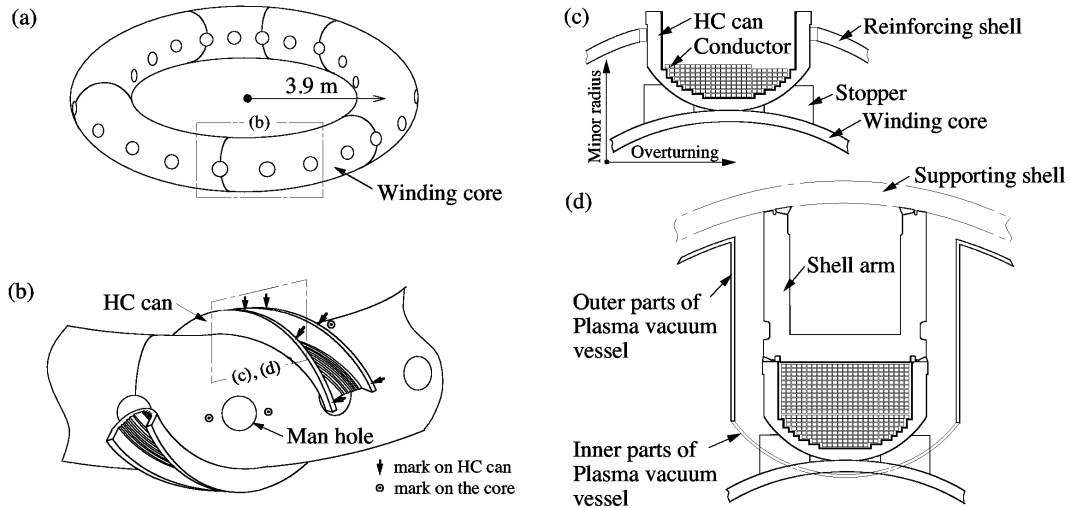 (a)
3.9 m
(b)
Winding core
(b)
HC can
(c), (d)
Man hole
mark on HC can
mark on the core
(c)
HC can
Conductor
Reinforcing shell
Stopper
Winding core
Minor radius
Overturning
Supporting shell
(d)
Shell arm
Outer parts of
Plasma vacuum
vessel
Inner parts of
Plasma vacuum
vessel